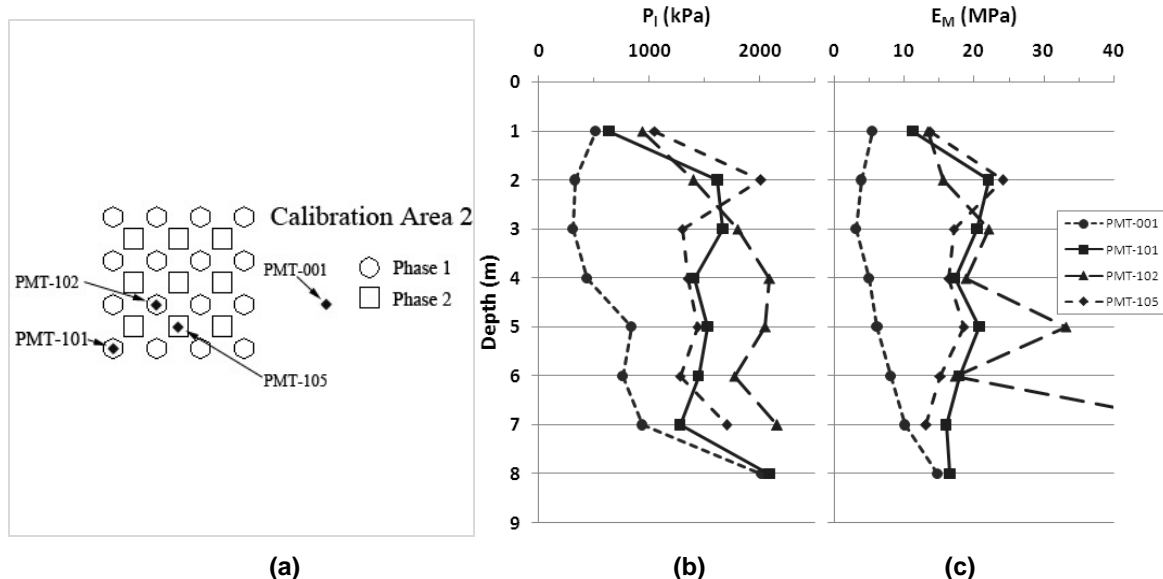 Calibration Area 2
PMT-001
Phase 1
Phase 2
PMT-102
PMT-101
PMT-105
(a)
P_l (kPa)
0 1000 2000
Depth (m)
0
1
2
3
4
5
6
7
8
9
(b)
E_M (MPa)
0 10 20 30 40
PMT-001
PMT-101
PMT-102
PMT-105
(c)